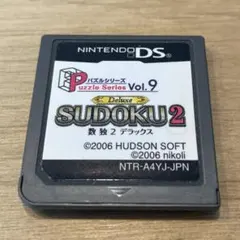 NINTENDO DS
パズルシリーズ
Puzzle Series Vol.9
Deluxe
SUDOKU 2
数独2 デラックス
©2006 HUDSON SOFT
©2006 nikoli
NTR-A4YJ-JPN